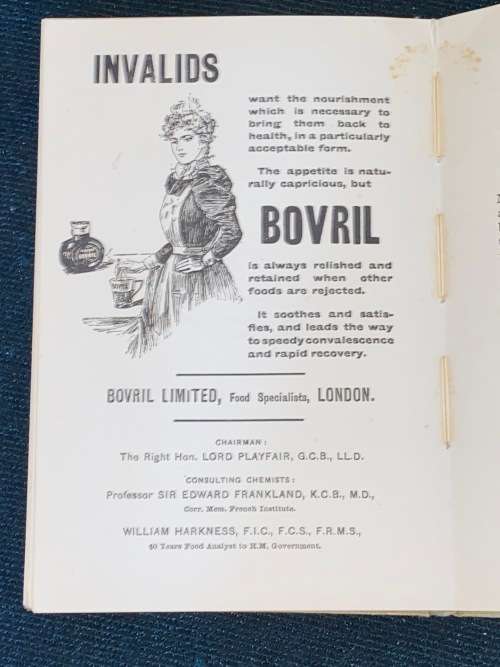 INVALIDS
want the nourishment
which is necessary to
bring them back to
health, in a particularly
acceptable form.
The appetite is natu-
rally capricious, but
BOVRIL
is always relished and
retained when other
foods are rejected.
It soothes and satis-
fies, and leads the way
to speedy convalescence
and rapid recovery.
BOVRIL LIMITED, Food Specialists, LONDON.
CHAIRMAN:
The Right Hon. LORD PLAYFAIR, G.C.B., LL.D.
CONSULTING CHEMISTS:
Professor SIR EDWARD FRANKLAND, K.C.B., M.D.,
Corr. Mem. French Institute.
WILLIAM HARKNESS, F.I.C., F.C.S., F.R.M.S.,
40 Years Food Analyst to H.M. Government.